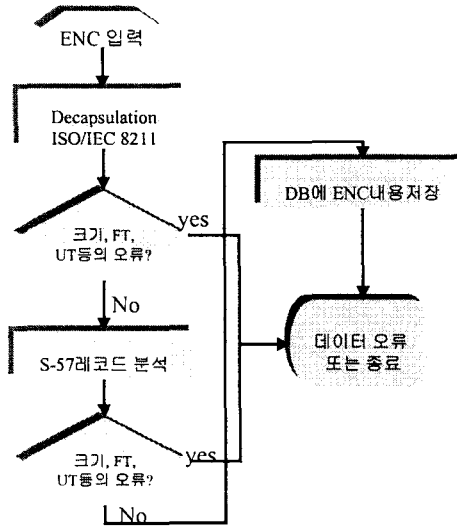 ENC 입력
Decapsulation
ISO/IEC 8211
크기, FT,
UT등의 오류?
yes
No
S-57레코드 분석
크기, FT,
UT등의 오류?
yes
No
DB에 ENC내용저장
데이터 오류
또는 종료